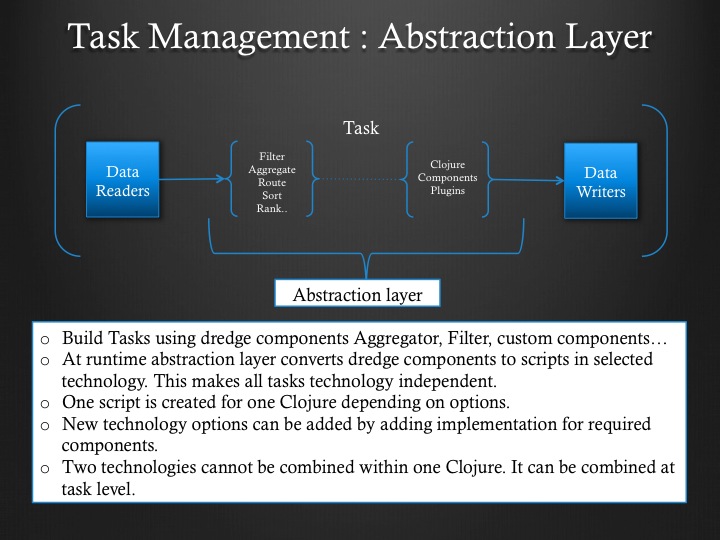 Task Management : Abstraction Layer
Task
Data
Readers
Filter
Aggregate
Route
Sort
Rank..
Clojure
Components
Plugins
Data
Writers
Abstraction layer
o Build Tasks using dredge components Aggregator, Filter, custom components…
o At runtime abstraction layer converts dredge components to scripts in selected
technology. This makes all tasks technology independent.
o One script is created for one Clojure depending on options.
o New technology options can be added by adding implementation for required
components.
o Two technologies cannot be combined within one Clojure. It can be combined at
task level.